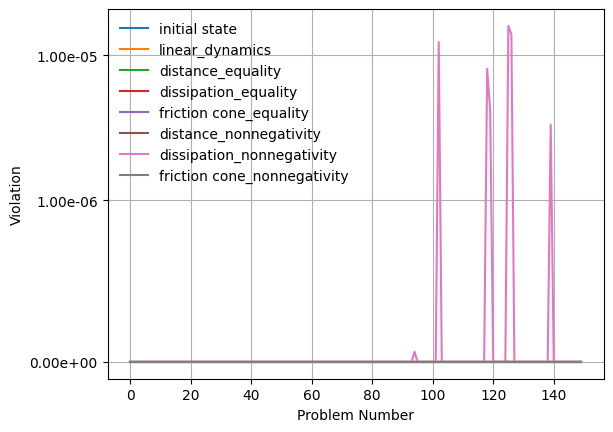 initial state
linear_dynamics
distance_equality
dissipation_equality
friction cone_equality
distance_nonnegativity
dissipation_nonnegativity
friction cone_nonnegativity
1.00e-05
1.00e-06
0.00e+00
Violation
0 20 40 60 80 100 120 140
Problem Number